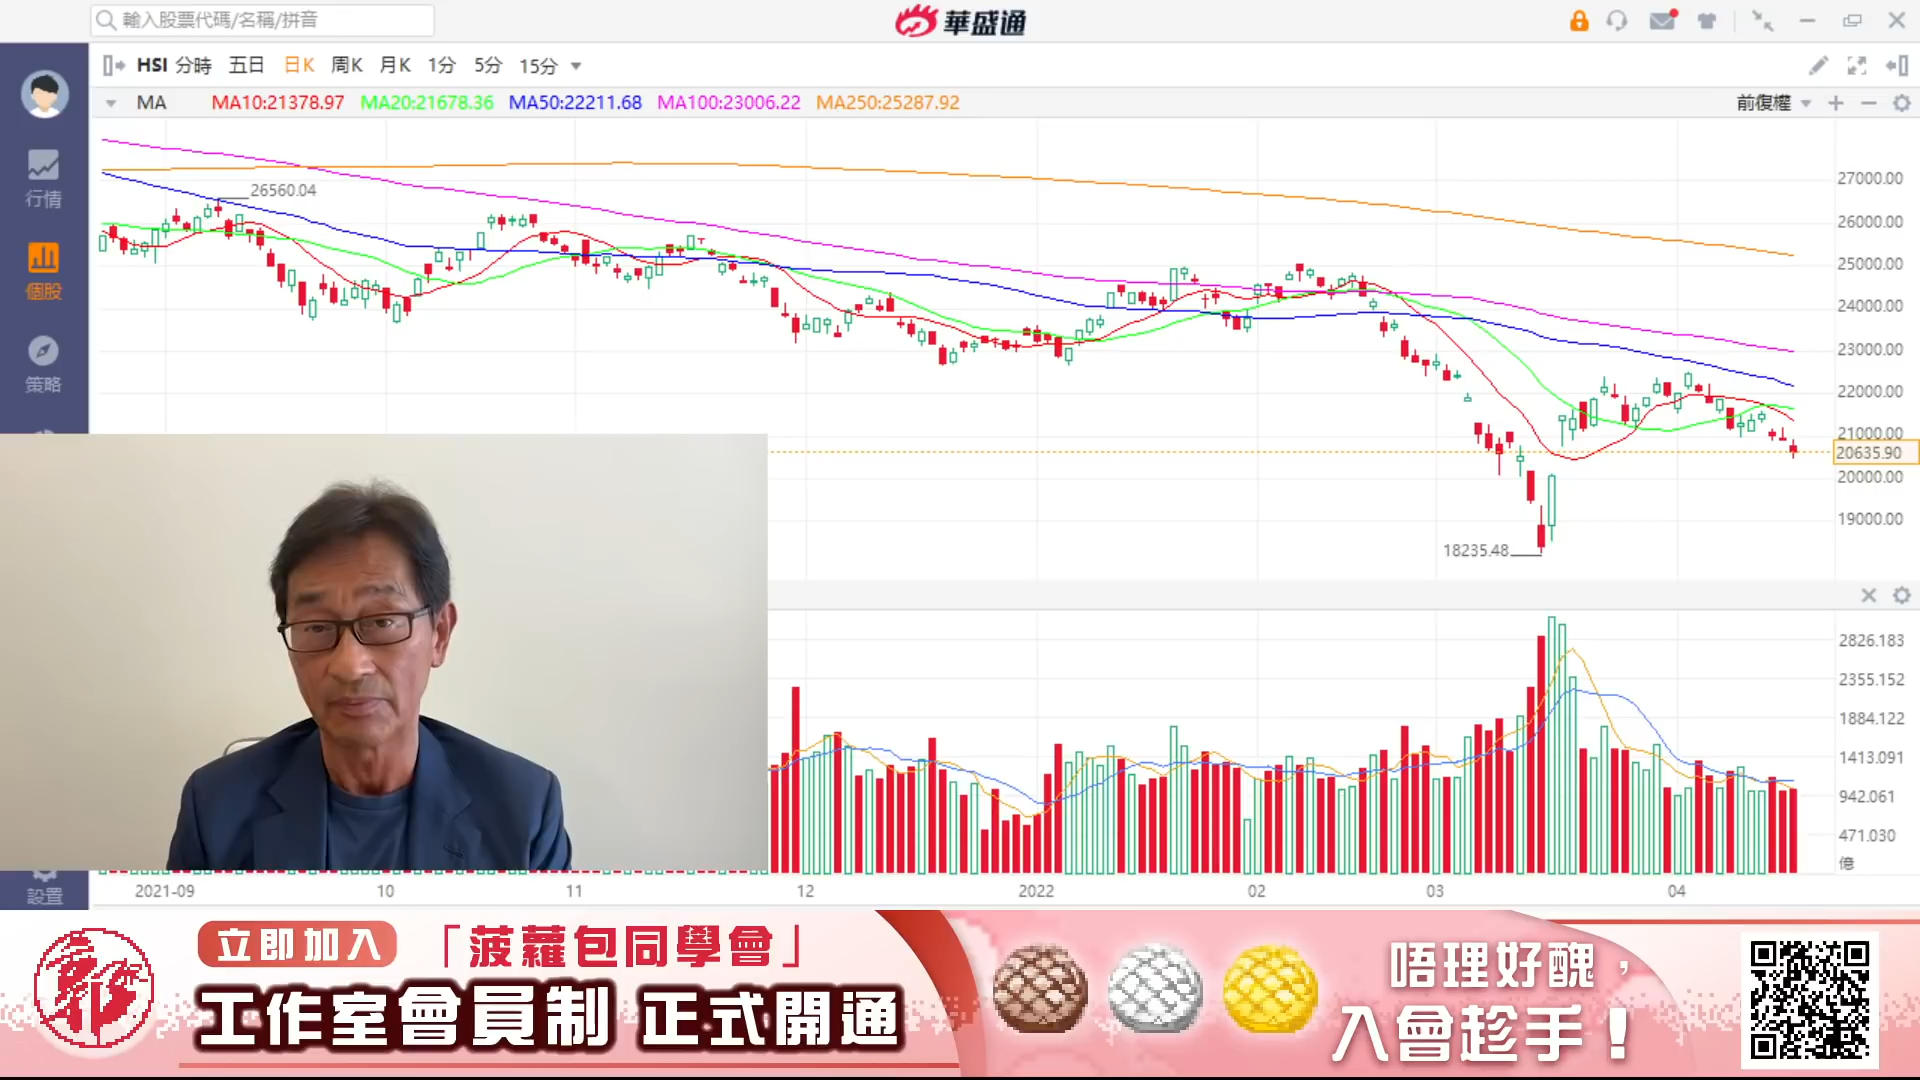 輸入股票代碼/名稱/拼音
華盛通
HSI 分時 五日 日K 周K 月K 1分 5分 15分
MA MA10:21378.97 MA20:21678.36 MA50:22211.68 MA100:23006.22 MA250:25287.92
前復權
行情
個股
策略
設置
26560.04
18235.48
27000.00
26000.00
25000.00
24000.00
23000.00
22000.00
21000.00
20635.90
20000.00
19000.00
2826.183
2355.152
1884.122
1413.091
942.061
471.030
億
2021-09 10 11 12 2022 02 03 04
立即加入 「菠蘿包同學會」
工作室會員制 正式開通
唔理好醜,
入會趁手!